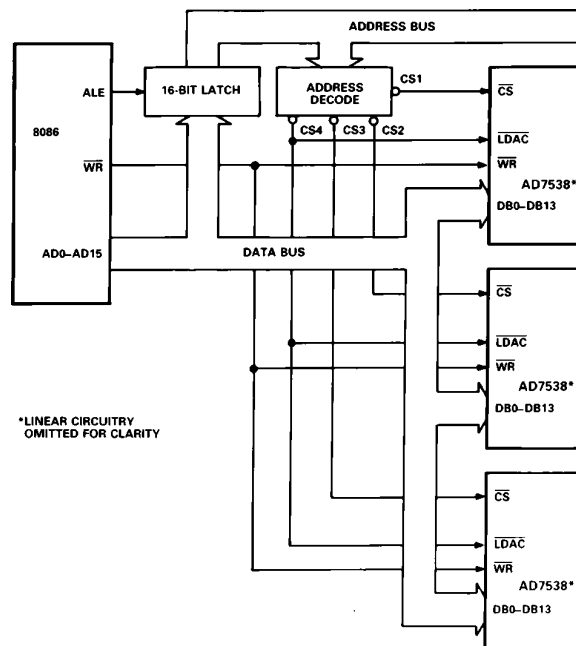 ADDRESS BUS
ALE
16-BIT LATCH
ADDRESS
DECODE
CS1
CS4
CS3
CS2
8086
WR
CS
LDAC
WR
AD7538*
DB0–DB13
AD0–AD15
DATA BUS
CS
LDAC
WR
AD7538*
DB0–DB13
*LINEAR CIRCUITRY
OMITTED FOR CLARITY
CS
LDAC
WR
AD7538*
DB0–DB13